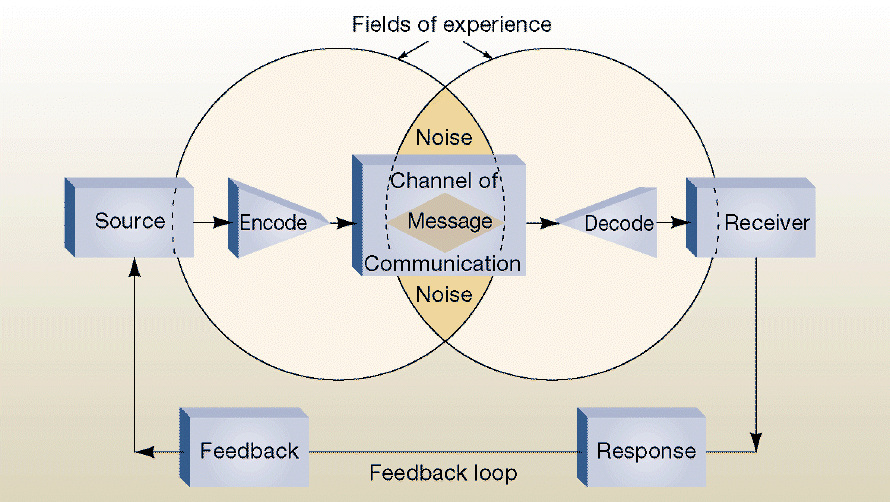 Fields of experience
Noise
Channel of
Source
Encode
Message
Decode
Receiver
Communication
Noise
Feedback
Response
Feedback loop